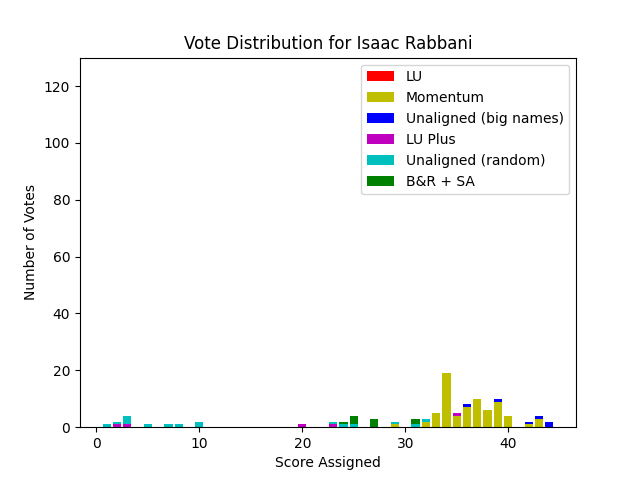 Vote Distribution for Isaac Rabbani
120
100
80
60
40
20
0
Number of Votes
LU
Momentum
Unaligned (big names)
LU Plus
Unaligned (random)
B&R + SA
0 10 20 30 40
Score Assigned